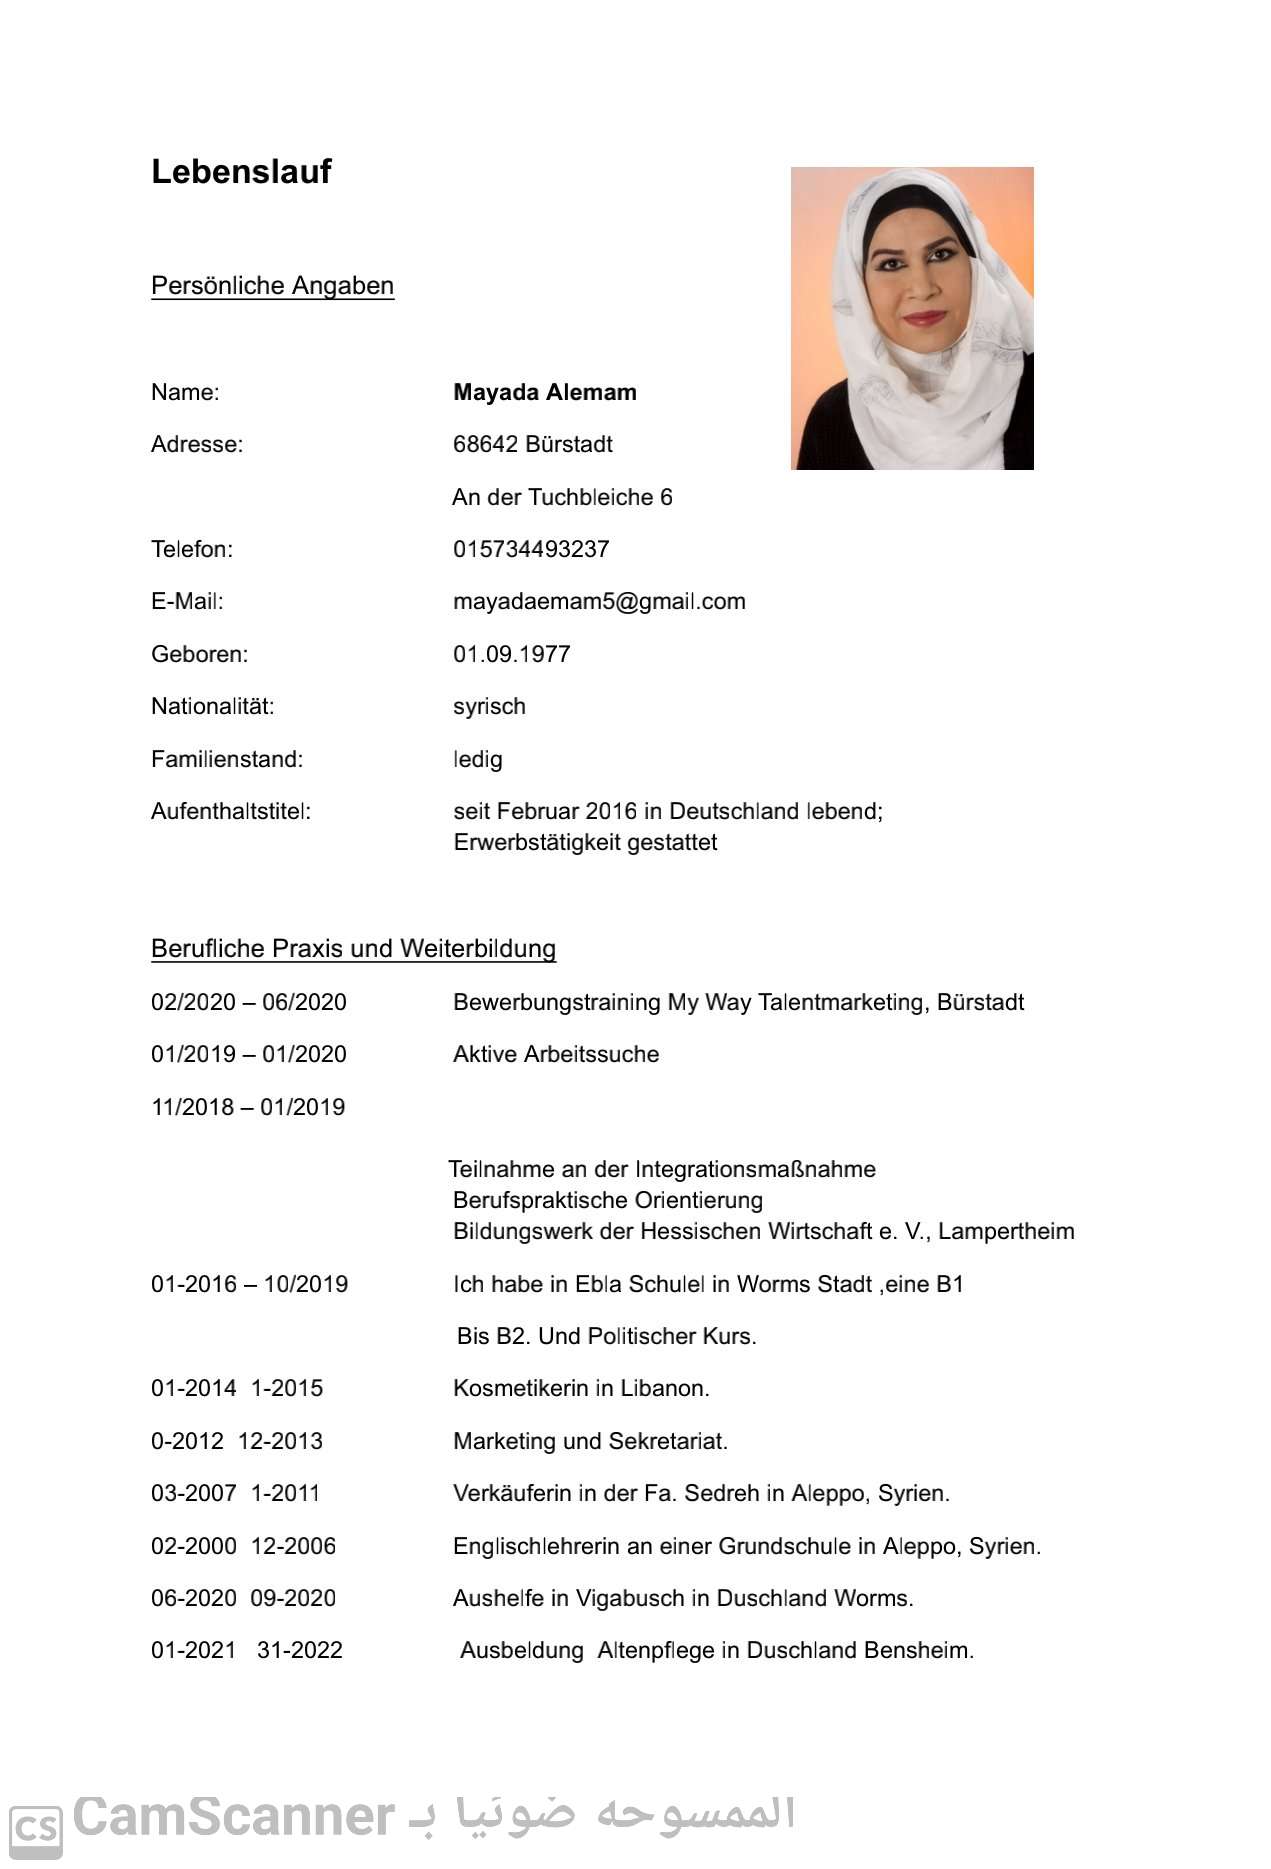 Lebenslauf
Persönliche Angaben
Name: Mayada Alemam
Adresse: 68642 Bürstadt
An der Tuchbleiche 6
Telefon: 015734493237
E-Mail: mayadaemam5@gmail.com
Geboren: 01.09.1977
Nationalität: syrisch
Familienstand: ledig
Aufenthaltstitel: seit Februar 2016 in Deutschland lebend;
Erwerbstätigkeit gestattet
Berufliche Praxis und Weiterbildung
02/2020 – 06/2020 Bewerbungstraining My Way Talentmarketing, Bürstadt
01/2019 – 01/2020 Aktive Arbeitssuche
11/2018 – 01/2019
Teilnahme an der Integrationsmaßnahme
Berufspraktische Orientierung
Bildungswerk der Hessischen Wirtschaft e. V., Lampertheim
01-2016 – 10/2019 Ich habe in Ebla Schulel in Worms Stadt ,eine B1
Bis B2. Und Politischer Kurs.
01-2014 1-2015 Kosmetikerin in Libanon.
0-2012 12-2013 Marketing und Sekretariat.
03-2007 1-2011 Verkäuferin in der Fa. Sedreh in Aleppo, Syrien.
02-2000 12-2006 Englischlehrerin an einer Grundschule in Aleppo, Syrien.
06-2020 09-2020 Aushelfe in Vigabusch in Duschland Worms.
01-2021 31-2022 Ausbeldung Altenpflege in Duschland Bensheim.
CS الممسوحة ضوئيا بـ CamScanner